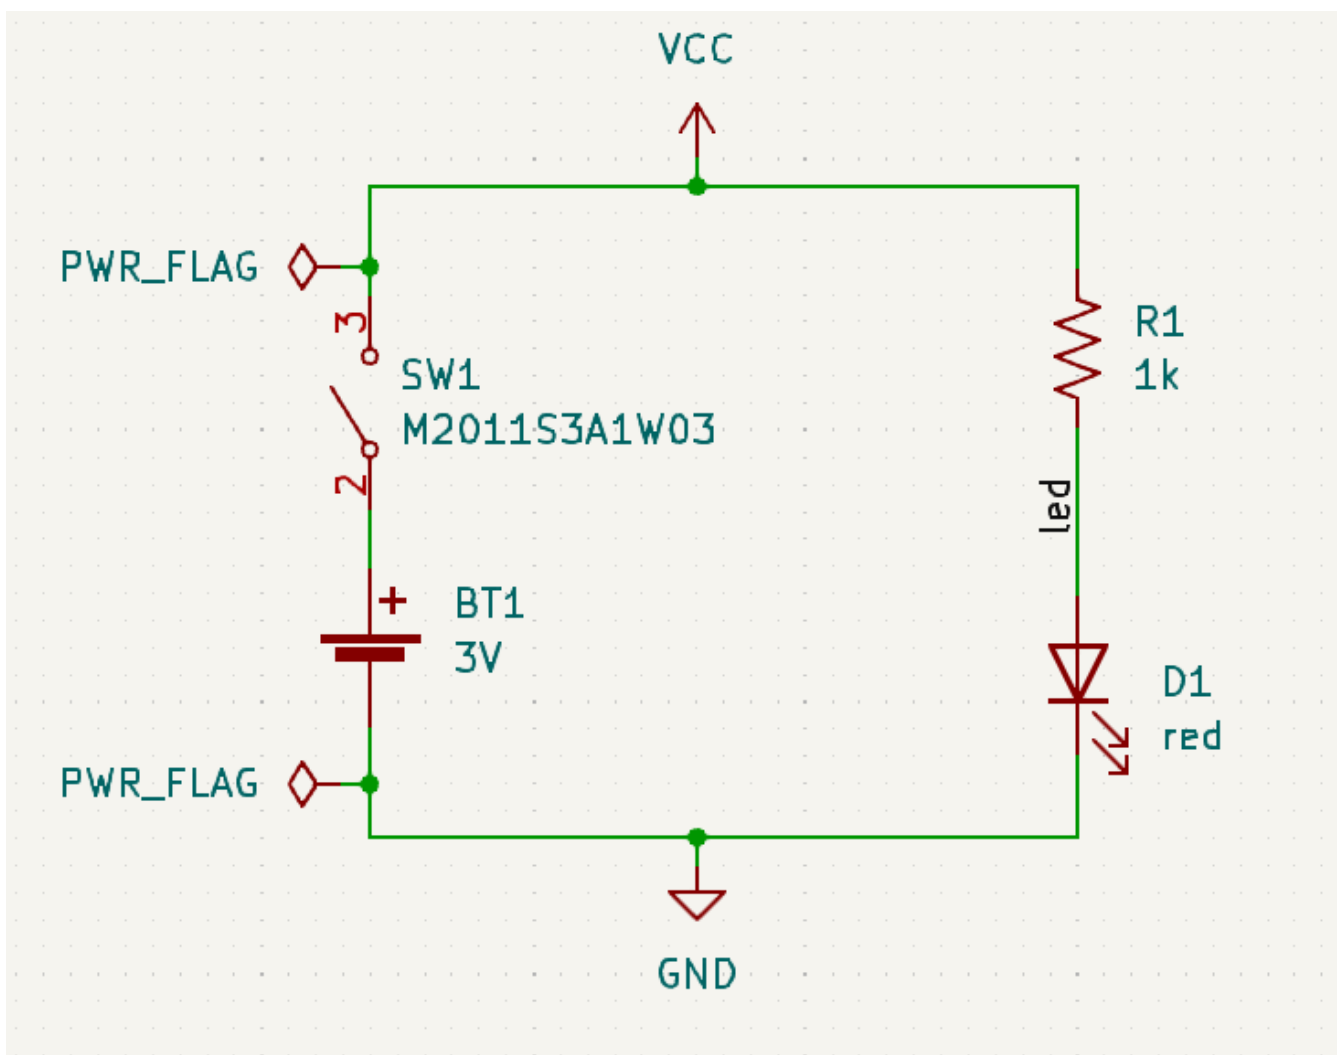 VCC
PWR_FLAG
3
SW1
M2011S3A1W03
2
R1
1k
led
+
BT1
3V
D1
red
PWR_FLAG
GND